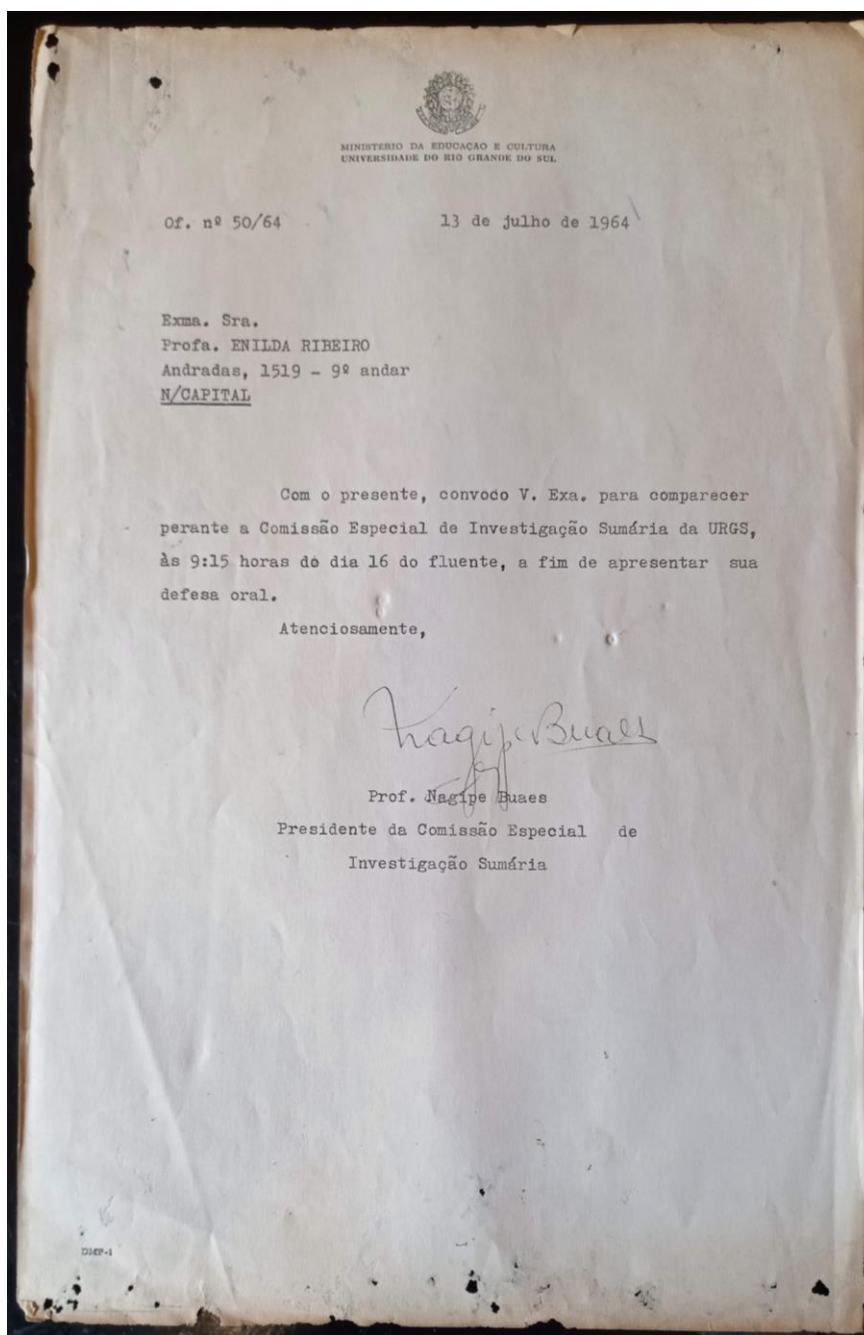 MINISTÉRIO DA EDUCAÇÃO E CULTURA
UNIVERSIDADE DO RIO GRANDE DO SUL
Of. nº 50/64 13 de julho de 1964
Exma. Sra.
Profa. ENILDA RIBEIRO
Andradas, 1519 - 9º andar
N/CAPITAL
Com o presente, convoco V. Exa. para comparecer
perante a Comissão Especial de Investigação Sumária da URGS,
às 9:15 horas do dia 16 do fluente, a fim de apresentar sua
defesa oral.
Atenciosamente,
Nagipe Buaes
Prof. Nagipe Buaes
Presidente da Comissão Especial de
Investigação Sumária
DMP-1